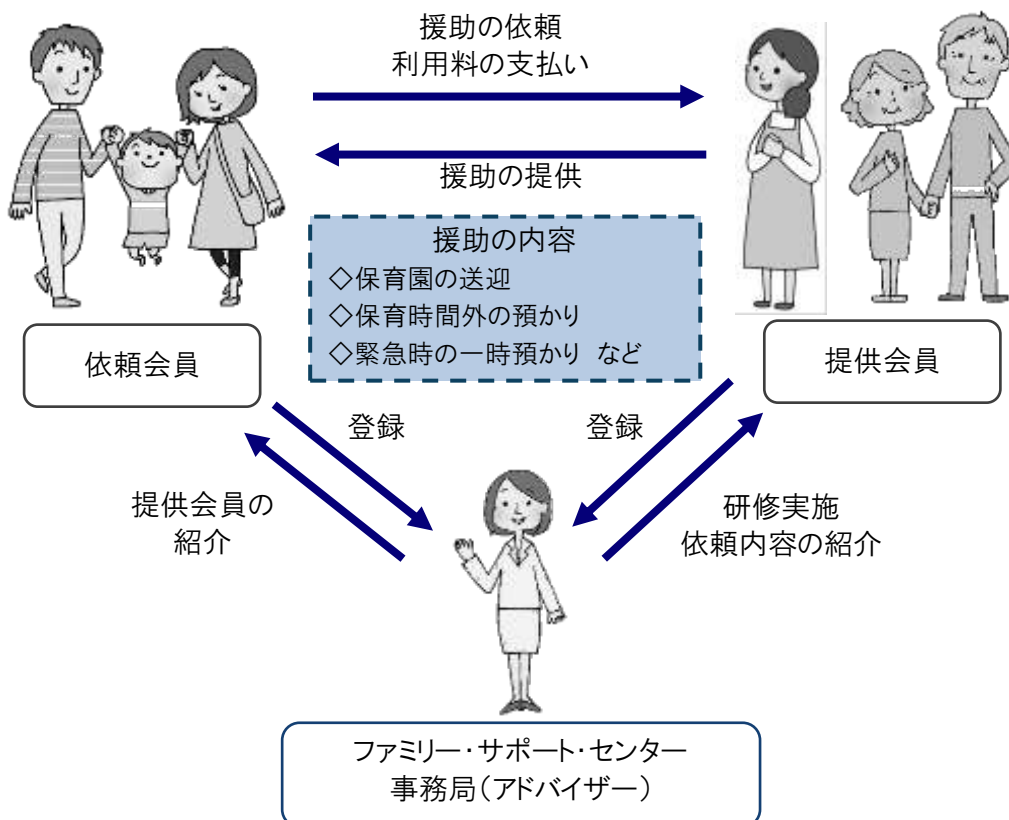 援助の依頼
利用料の支払い
援助の提供
援助の内容
◇保育園の送迎
◇保育時間外の預かり
◇緊急時の一時預かり など
依頼会員
提供会員
登録
登録
提供会員の
紹介
研修実施
依頼内容の紹介
ファミリー・サポート・センター
事務局(アドバイザー)